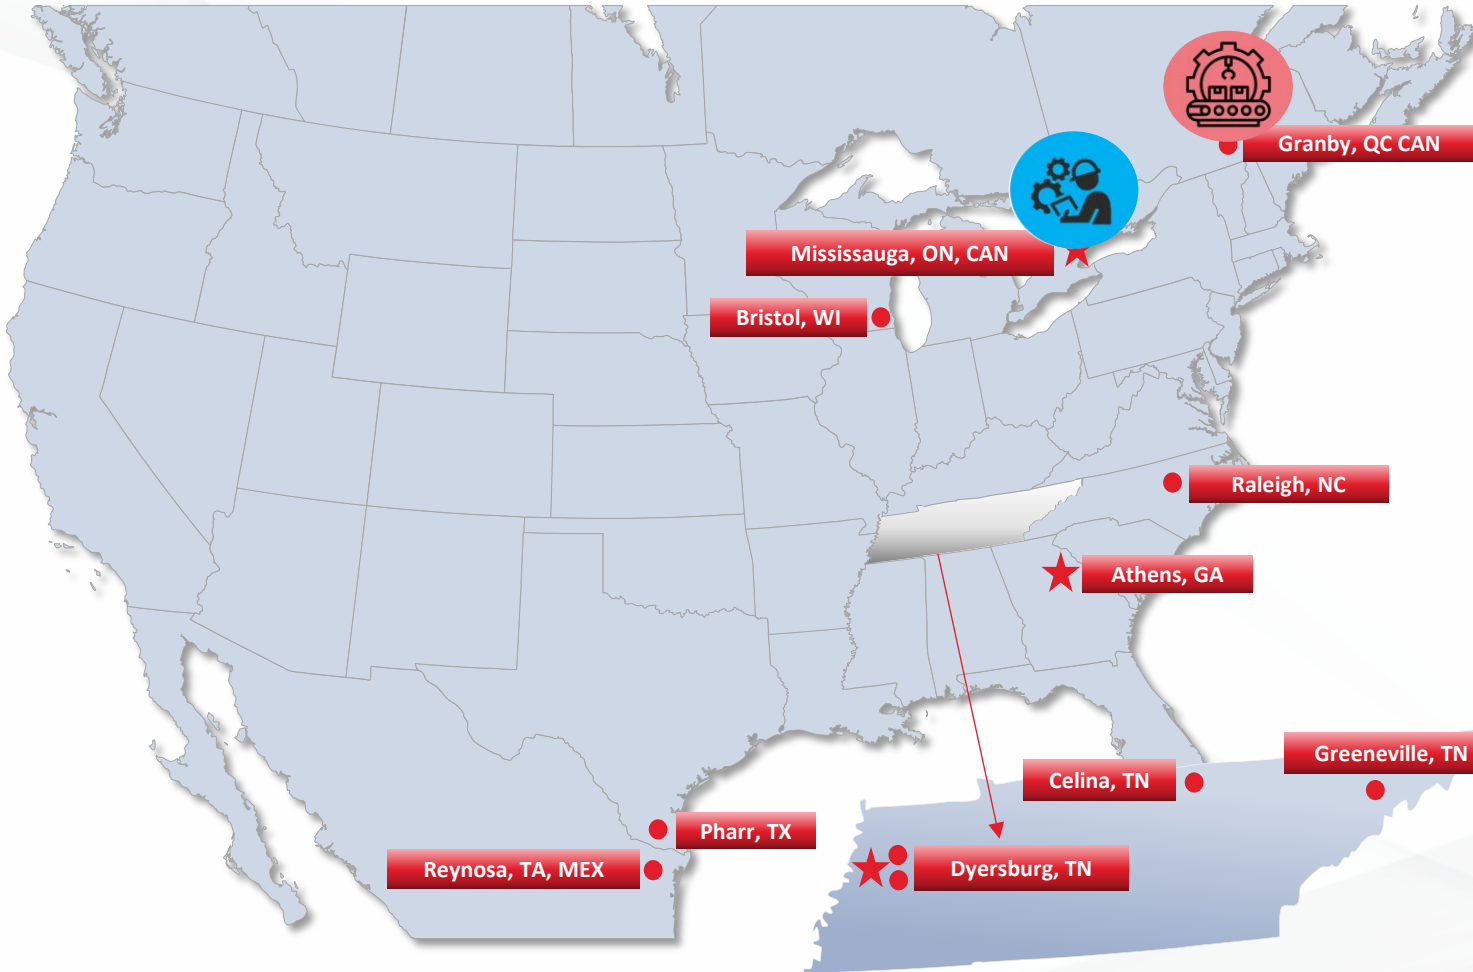 Granby, QC CAN
Mississauga, ON, CAN
Bristol, WI
Raleigh, NC
Athens, GA
Greeneville, TN
Celina, TN
Pharr, TX
Reynosa, TA, MEX
Dyersburg, TN